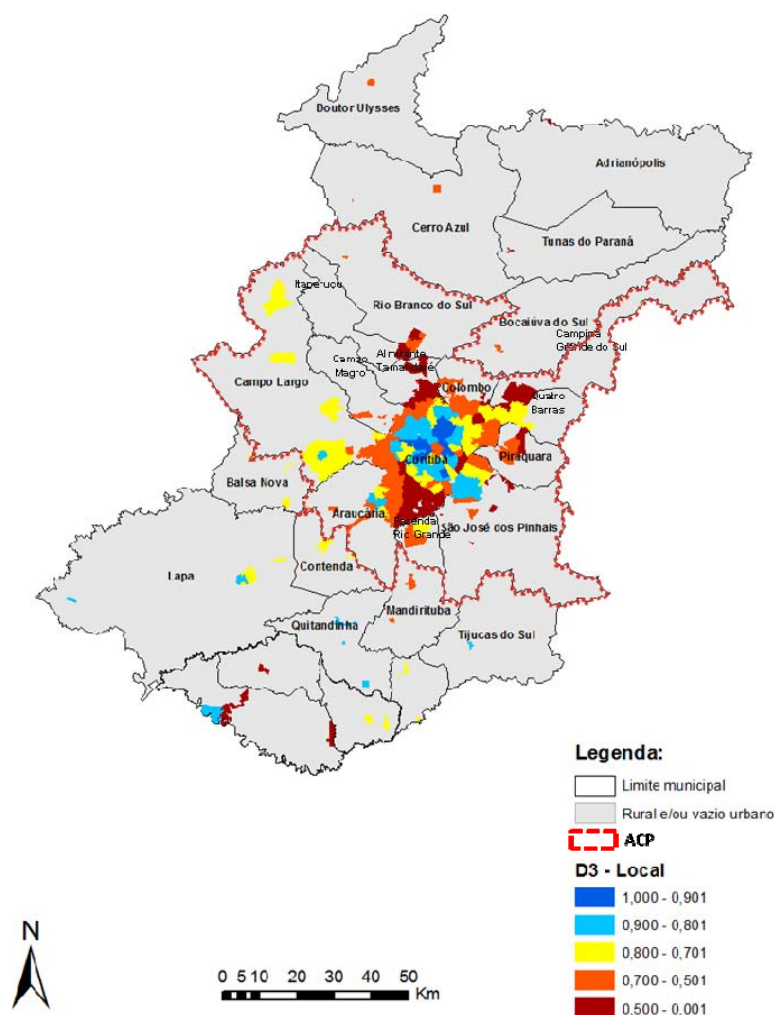 Doutor Ulysses
Adrianópolis
Cerro Azul
Tunas do Paraná
Itaperuçu
Rio Branco do Sul
Bocaiúva do Sul
Campina
Grande do Sul
Almirante
Tamandaré
Campo
Magro
Campo Largo
Colombo
Quatro
Barras
Curitiba
Piraquara
Balsa Nova
Araucária
Fazenda
Rio Grande
São José dos Pinhais
Lapa
Contenda
Mandirituba
Quitandinha
Tijucas do Sul
Legenda:
Limite municipal
Rural e/ou vazio urbano
ACP
D3 - Local
1,000 - 0,901
0,900 - 0,801
0,800 - 0,701
0,700 - 0,501
0,500 - 0,001
N
0 5 10 20 30 40 50
Km